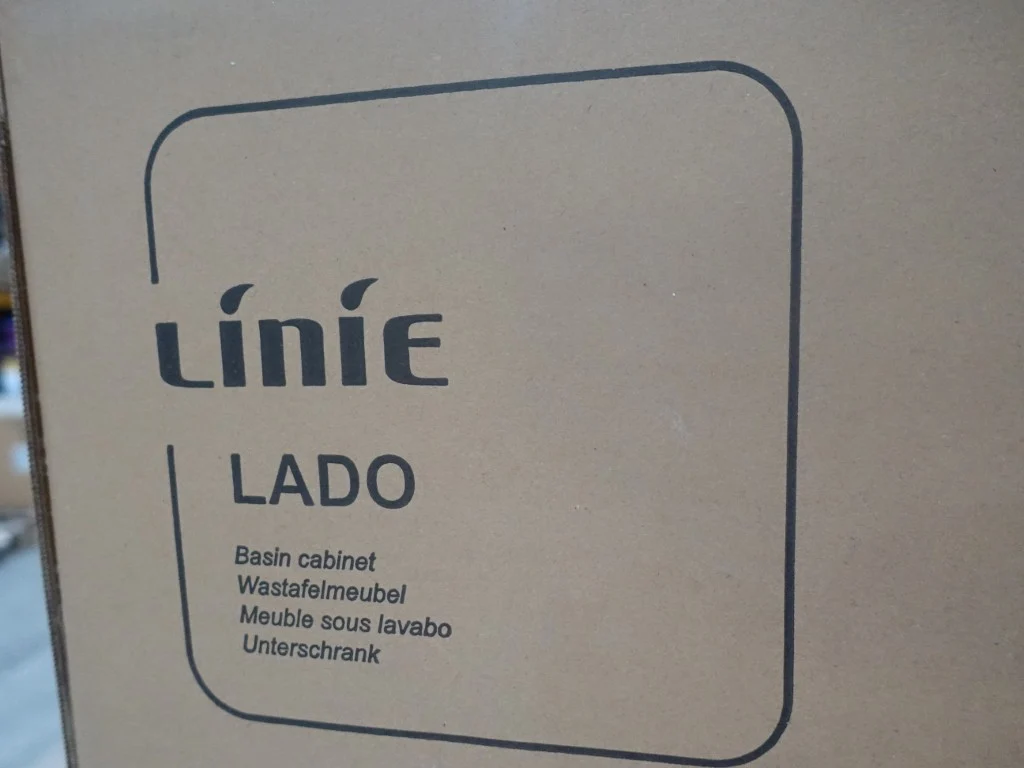 Linie
LADO
Basin cabinet
Wastafelmeubel
Meuble sous lavabo
Unterschrank